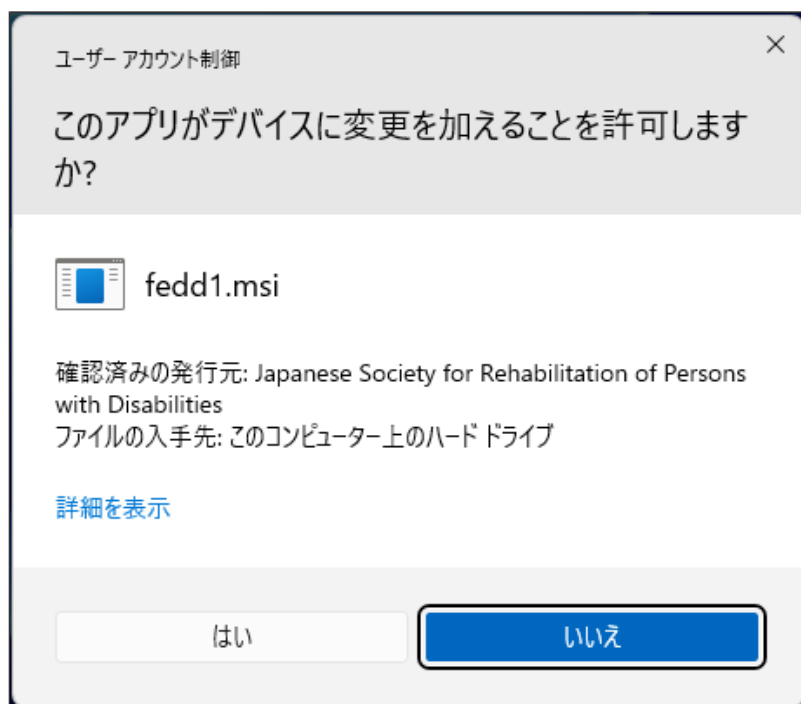 ユーザー アカウント制御
このアプリがデバイスに変更を加えることを許可します
か?
fedd1.msi
確認済みの発行元: Japanese Society for Rehabilitation of Persons
with Disabilities
ファイルの入手先: このコンピューター上のハード ドライブ
詳細を表示
はい
いいえ